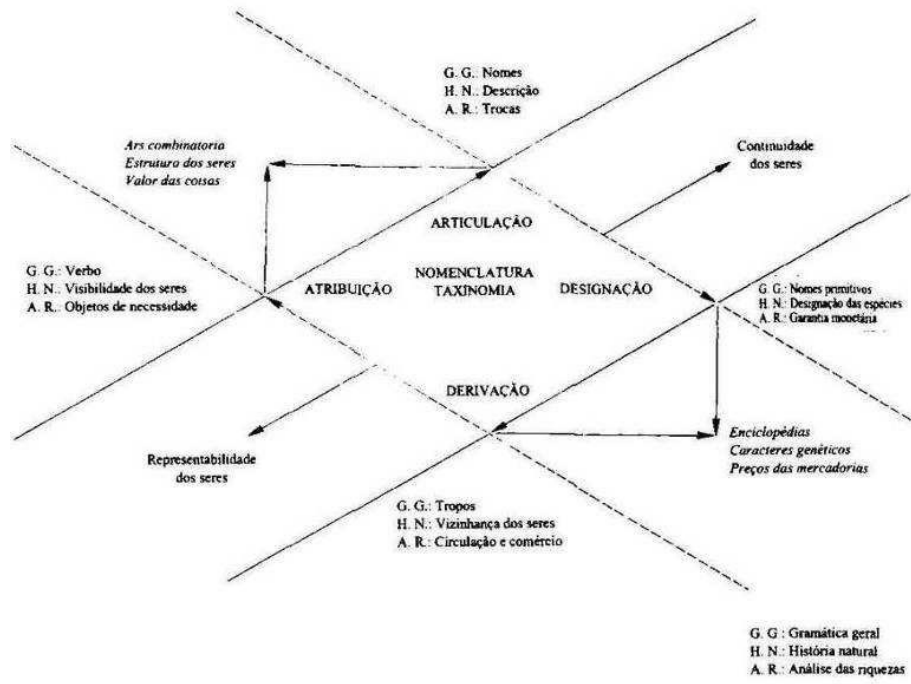 G. G.: Nomes
H. N.: Descrição
A. R.: Trocas
Ars combinatoria
Estrutura dos seres
Valor das coisas
Continuidade
dos seres
ARTICULAÇÃO
G. G.: Verbo
H. N.: Visibilidade dos seres
A. R.: Objetos de necessidade
ATRIBUIÇÃO
NOMENCLATURA
TAXINOMIA
DESIGNAÇÃO
G. G.: Nomes primitivos
H. N.: Designação das espécies
A. R.: Garantia monetária
DERIVAÇÃO
Representabilidade
dos seres
Enciclopédias
Caracteres genéticos
Preços das mercadorias
G. G.: Tropos
H. N.: Vizinhança dos seres
A. R.: Circulação e comércio
G. G.: Gramática geral
H. N.: História natural
A. R.: Análise das riquezas